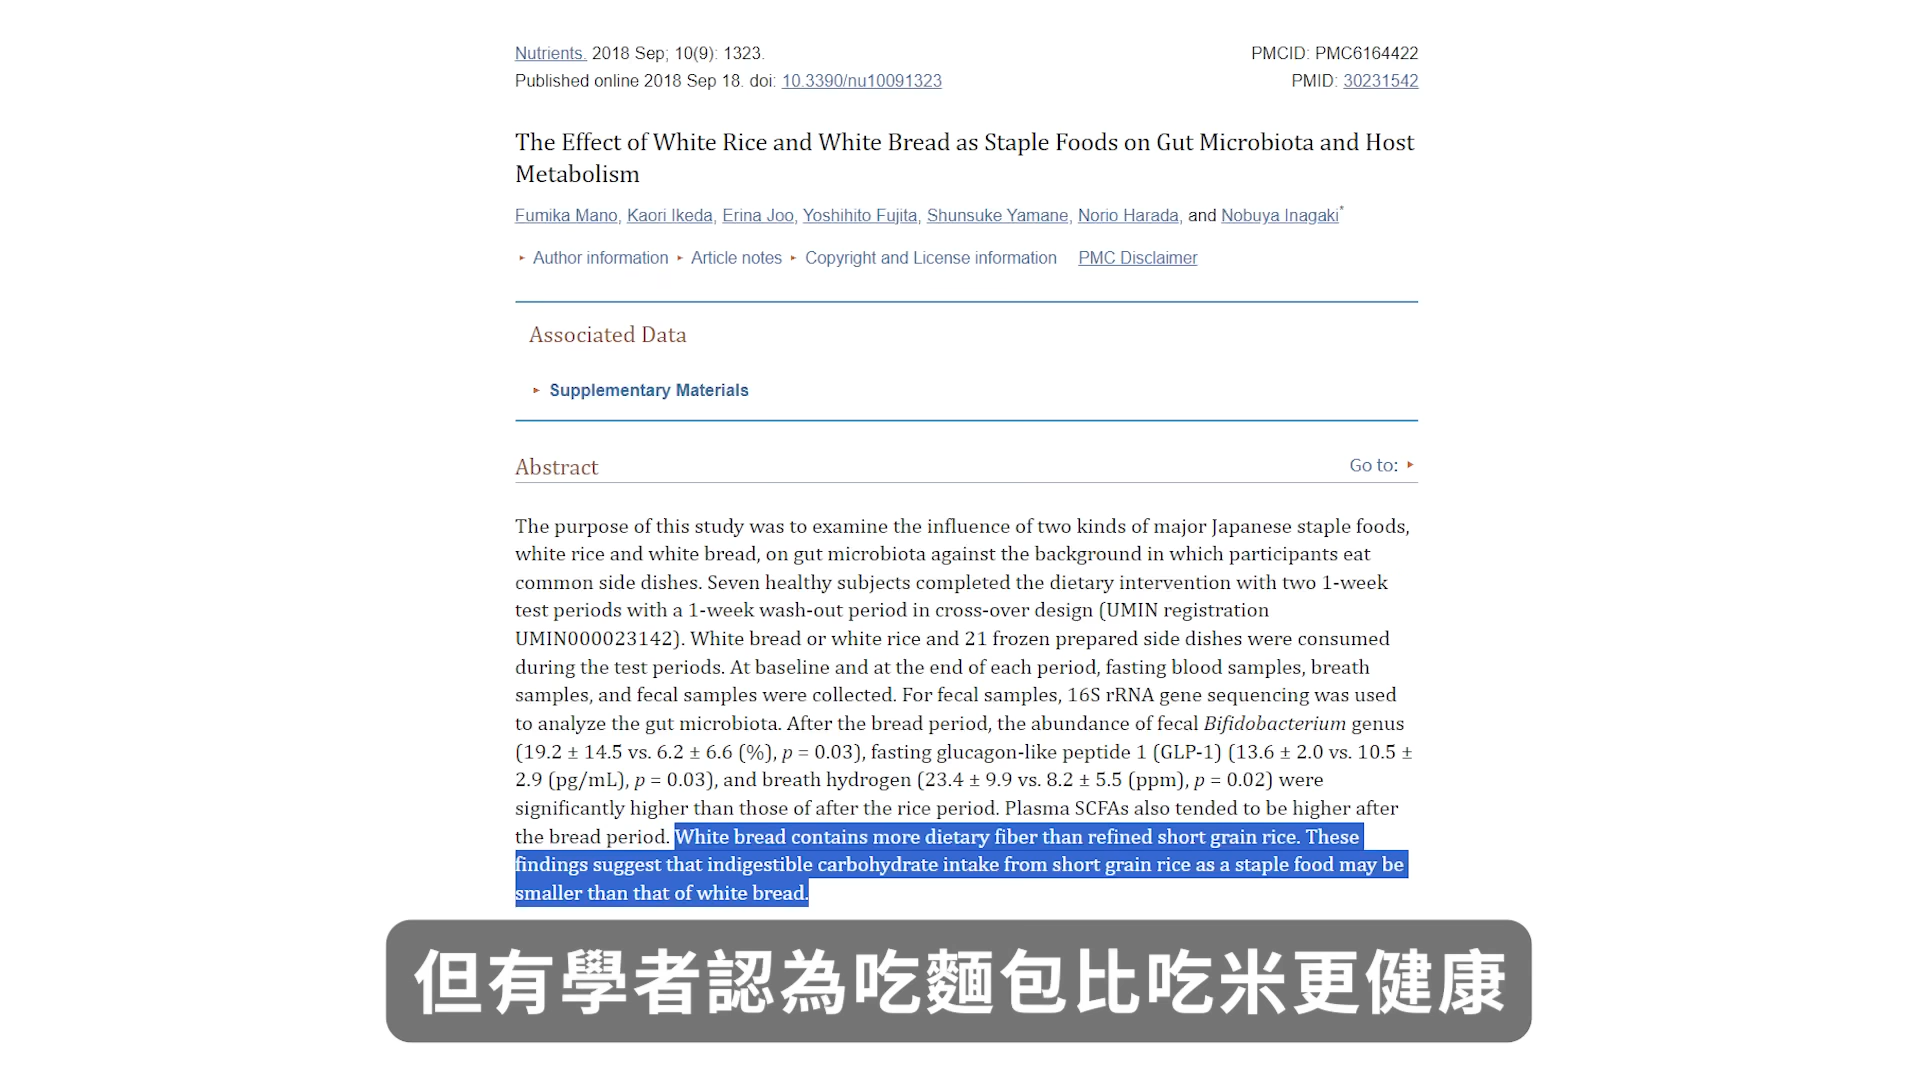 Nutrients. 2018 Sep; 10(9): 1323.
PMCID: PMC6164422
Published online 2018 Sep 18. doi: 10.3390/nu10091323
PMID: 30231542
The Effect of White Rice and White Bread as Staple Foods on Gut Microbiota and Host
Metabolism
Fumika Mano, Kaori Ikeda, Erina Joo, Yoshihito Fujita, Shunsuke Yamane, Norio Harada, and Nobuya Inagaki*
▸ Author information ▸ Article notes ▸ Copyright and License information PMC Disclaimer
Associated Data
▸ Supplementary Materials
Abstract
Go to: ▸
The purpose of this study was to examine the influence of two kinds of major Japanese staple foods,
white rice and white bread, on gut microbiota against the background in which participants eat
common side dishes. Seven healthy subjects completed the dietary intervention with two 1-week
test periods with a 1-week wash-out period in cross-over design (UMIN registration
UMIN000023142). White bread or white rice and 21 frozen prepared side dishes were consumed
during the test periods. At baseline and at the end of each period, fasting blood samples, breath
samples, and fecal samples were collected. For fecal samples, 16S rRNA gene sequencing was used
to analyze the gut microbiota. After the bread period, the abundance of fecal Bifidobacterium genus
(19.2 ± 14.5 vs. 6.2 ± 6.6 (%), p = 0.03), fasting glucagon-like peptide 1 (GLP-1) (13.6 ± 2.0 vs. 10.5 ±
2.9 (pg/mL), p = 0.03), and breath hydrogen (23.4 ± 9.9 vs. 8.2 ± 5.5 (ppm), p = 0.02) were
significantly higher than those of after the rice period. Plasma SCFAs also tended to be higher after
the bread period. White bread contains more dietary fiber than refined short grain rice. These
findings suggest that indigestible carbohydrate intake from short grain rice as a staple food may be
smaller than that of white bread.
但有學者認為吃麵包比吃米更健康